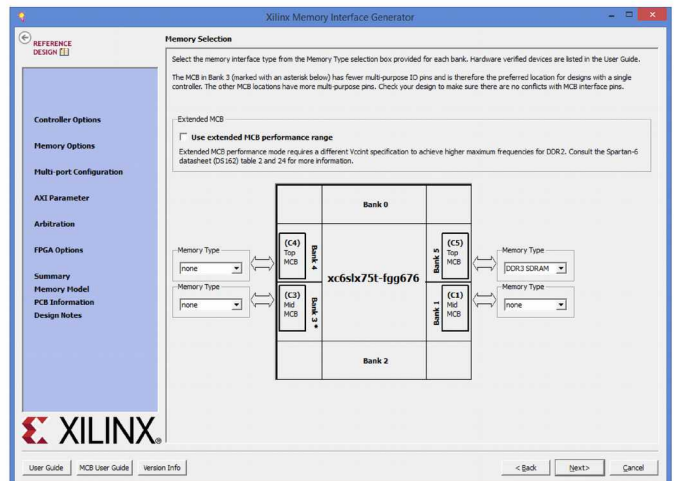 Xilinx Memory Interface Generator
REFERENCE
DESIGN
Memory Selection
Select the memory interface type from the Memory Type selection box provided for each bank. Hardware verified devices are listed in the User Guide.
The MCB in Bank 3 (marked with an asterisk below) has fewer multi-purpose IO pins and is therefore the preferred location for designs with a single
controller. The other MCB locations have more multi-purpose pins. Check your design to make sure there are no conflicts with MCB interface pins.
Controller Options
Memory Options
Multi-port Configuration
AXI Parameter
Arbitration
FPGA Options
Summary
Memory Model
PCB Information
Design Notes
Extended MCB
Use extended MCB performance range
Extended MCB performance mode requires a different Vccint specification to achieve higher maximum frequencies for DDR2. Consult the Spartan-6
datasheet (DS162) table 2 and 24 for more information.
Bank 0
Memory Type
none
(C4)
Top
MCB
Bank 4
xc6slx75t-fgg676
Bank 5
(C5)
Top
MCB
Memory Type
DDR3 SDRAM
Memory Type
none
(C3)
Mid
MCB
Bank 3 *
Bank 1
(C1)
Mid
MCB
Memory Type
none
Bank 2
XILINX®
User Guide
MCB User Guide
Version Info
< Back
Next >
Cancel